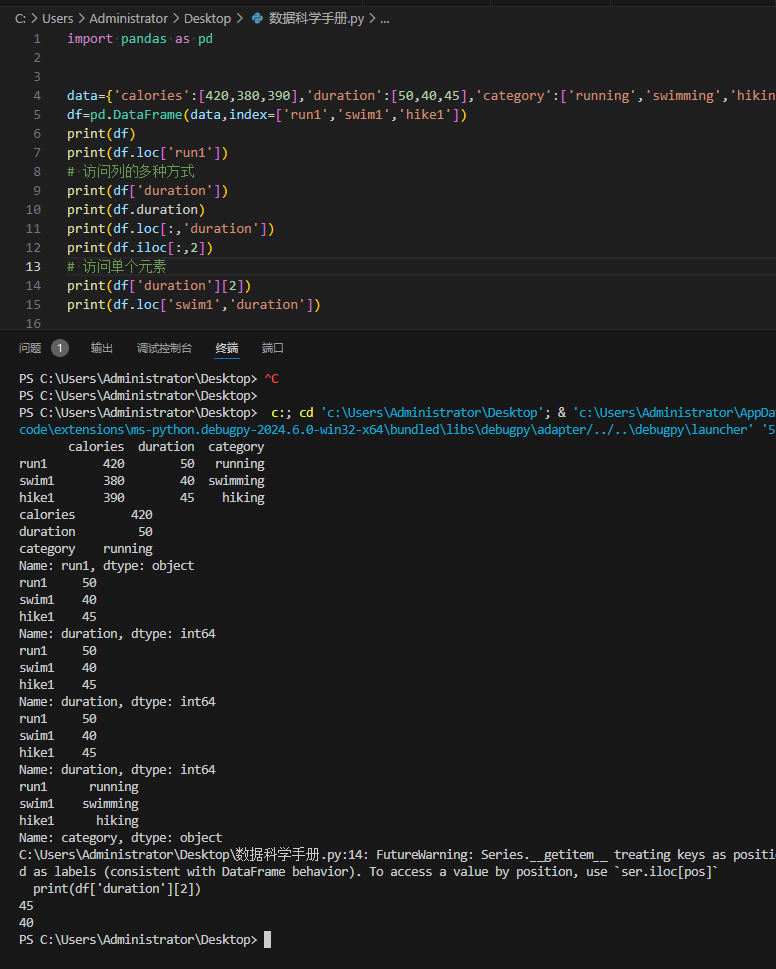 C: > Users > Administrator > Desktop > 数据科学手册.py > ...
1 import pandas as pd
2
3
4 data={'calories':[420,380,390],'duration':[50,40,45],'category':['running','swimming','hikin
5 df=pd.DataFrame(data,index=['run1','swim1','hike1'])
6 print(df)
7 print(df.loc['run1'])
8 # 访问列的多种方式
9 print(df['duration'])
10 print(df.duration)
11 print(df.loc[:,'duration'])
12 print(df.iloc[:,2])
13 # 访问单个元素
14 print(df['duration'][2])
15 print(df.loc['swim1','duration'])
16
问题 1 输出 调试控制台 终端 端口
PS C:\Users\Administrator\Desktop> ^C
PS C:\Users\Administrator\Desktop>
PS C:\Users\Administrator\Desktop>  c:; cd 'c:\Users\Administrator\Desktop'; & 'c:\Users\Administrator\AppDa
code\extensions\ms-python.debugpy-2024.6.0-win32-x64\bundled\libs\debugpy\adapter/../..\debugpy\launcher' '5
       calories  duration  category
run1        420        50   running
swim1       380        40  swimming
hike1       390        45    hiking
calories        420
duration         50
category    running
Name: run1, dtype: object
run1     50
swim1    40
hike1    45
Name: duration, dtype: int64
run1     50
swim1    40
hike1    45
Name: duration, dtype: int64
run1     50
swim1    40
hike1    45
Name: duration, dtype: int64
run1      running
swim1    swimming
hike1      hiking
Name: category, dtype: object
C:\Users\Administrator\Desktop\数据科学手册.py:14: FutureWarning: Series.__getitem__ treating keys as positi
d as labels (consistent with DataFrame behavior). To access a value by position, use `ser.iloc[pos]`
  print(df['duration'][2])
45
40
PS C:\Users\Administrator\Desktop>